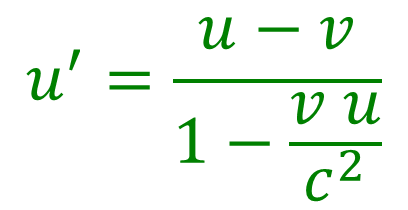 u′ = (u − v) / (1 − (v u / c²))